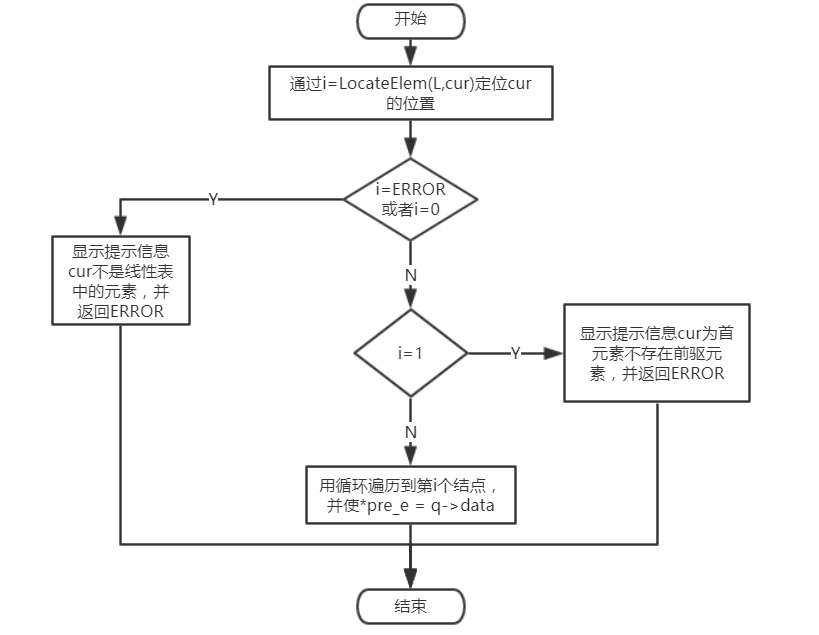 开始
通过i=LocateElem(L,cur)定位cur
的位置
i=ERROR
或者i=0
Y
显示提示信息
cur不是线性表
中的元素，并
返回ERROR
N
i=1
Y
显示提示信息cur为首
元素不存在前驱元
素，并返回ERROR
N
用循环遍历到第i个结点，
并使*pre_e = q->data
结束